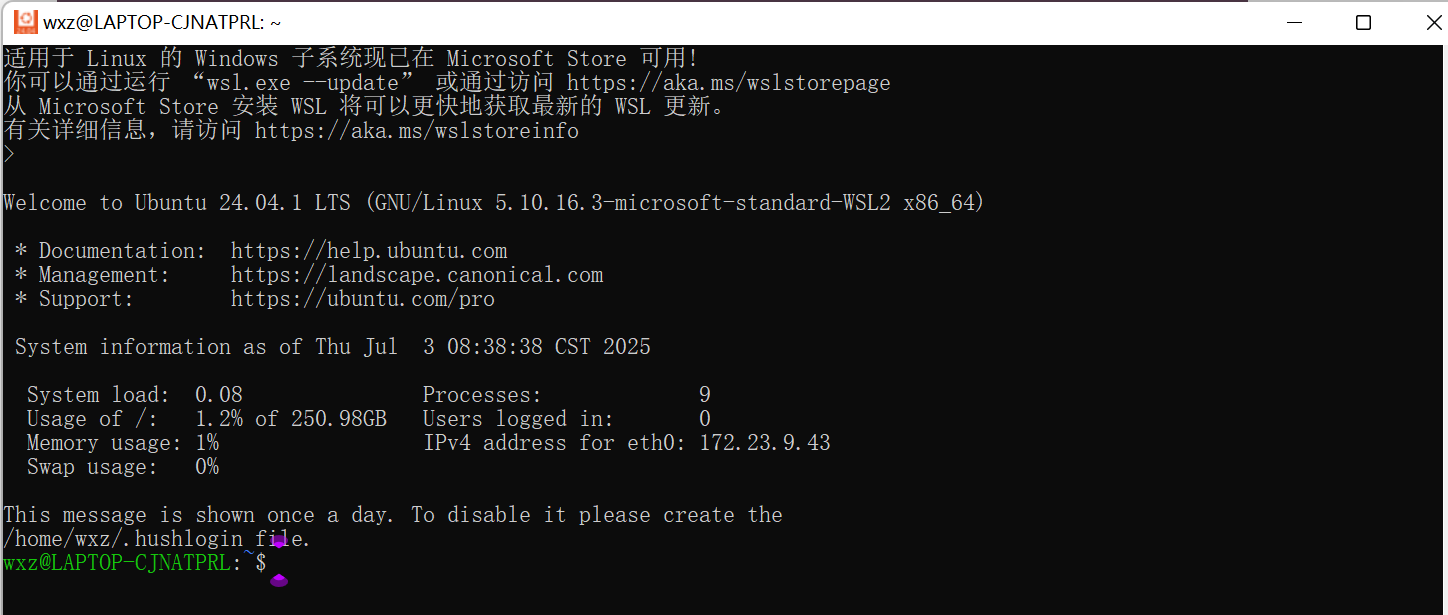 wxz@LAPTOP-CJNATPRL: ~
适用于 Linux 的 Windows 子系统现已在 Microsoft Store 可用!
你可以通过运行 “wsl.exe --update” 或通过访问 https://aka.ms/wslstorepage
从 Microsoft Store 安装 WSL 将可以更快地获取最新的 WSL 更新。
有关详细信息，请访问 https://aka.ms/wslstoreinfo
>
Welcome to Ubuntu 24.04.1 LTS (GNU/Linux 5.10.16.3-microsoft-standard-WSL2 x86_64)
* Documentation:  https://help.ubuntu.com
* Management:     https://landscape.canonical.com
* Support:        https://ubuntu.com/pro
System information as of Thu Jul  3 08:38:38 CST 2025
System load:  0.08               Processes:             9
Usage of /:   1.2% of 250.98GB   Users logged in:       0
Memory usage: 1%                 IPv4 address for eth0: 172.23.9.43
Swap usage:   0%
This message is shown once a day. To disable it please create the
/home/wxz/.hushlogin file.
wxz@LAPTOP-CJNATPRL:~$